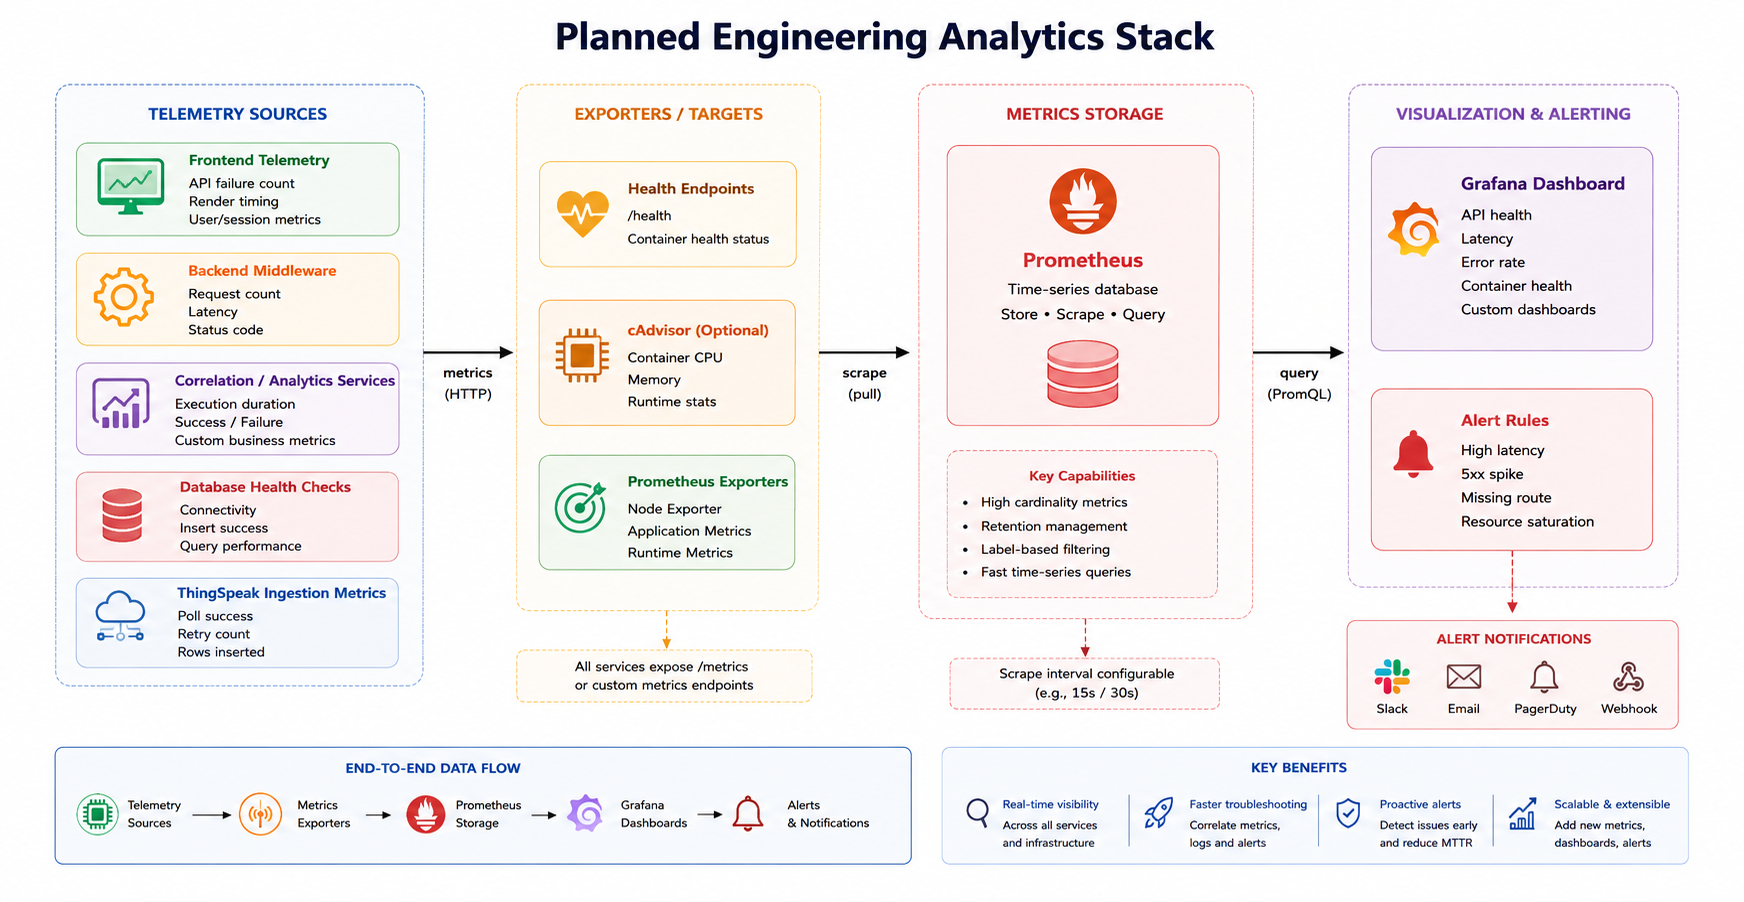 Planned Engineering Analytics Stack
TELEMETRY SOURCES
Frontend Telemetry
API failure count
Render timing
User/session metrics
Backend Middleware
Request count
Latency
Status code
Correlation / Analytics Services
Execution duration
Success / Failure
Custom business metrics
Database Health Checks
Connectivity
Insert success
Query performance
ThingSpeak Ingestion Metrics
Poll success
Retry count
Rows inserted
metrics
(HTTP)
EXPORTERS / TARGETS
Health Endpoints
/health
Container health status
cAdvisor (Optional)
Container CPU
Memory
Runtime stats
Prometheus Exporters
Node Exporter
Application Metrics
Runtime Metrics
All services expose /metrics
or custom metrics endpoints
scrape
(pull)
METRICS STORAGE
Prometheus
Time-series database
Store • Scrape • Query
Key Capabilities
• High cardinality metrics
• Retention management
• Label-based filtering
• Fast time-series queries
Scrape interval configurable
(e.g., 15s / 30s)
query
(PromQL)
VISUALIZATION & ALERTING
Grafana Dashboard
API health
Latency
Error rate
Container health
Custom dashboards
Alert Rules
High latency
5xx spike
Missing route
Resource saturation
ALERT NOTIFICATIONS
Slack
Email
PagerDuty
Webhook
END-TO-END DATA FLOW
Telemetry
Sources
Metrics
Exporters
Prometheus
Storage
Grafana
Dashboards
Alerts
& Notifications
KEY BENEFITS
Real-time visibility
Across all services
and infrastructure
Faster troubleshooting
Correlate metrics,
logs and alerts
Proactive alerts
Detect issues early
and reduce MTTR
Scalable & extensible
Add new metrics,
dashboards, alerts